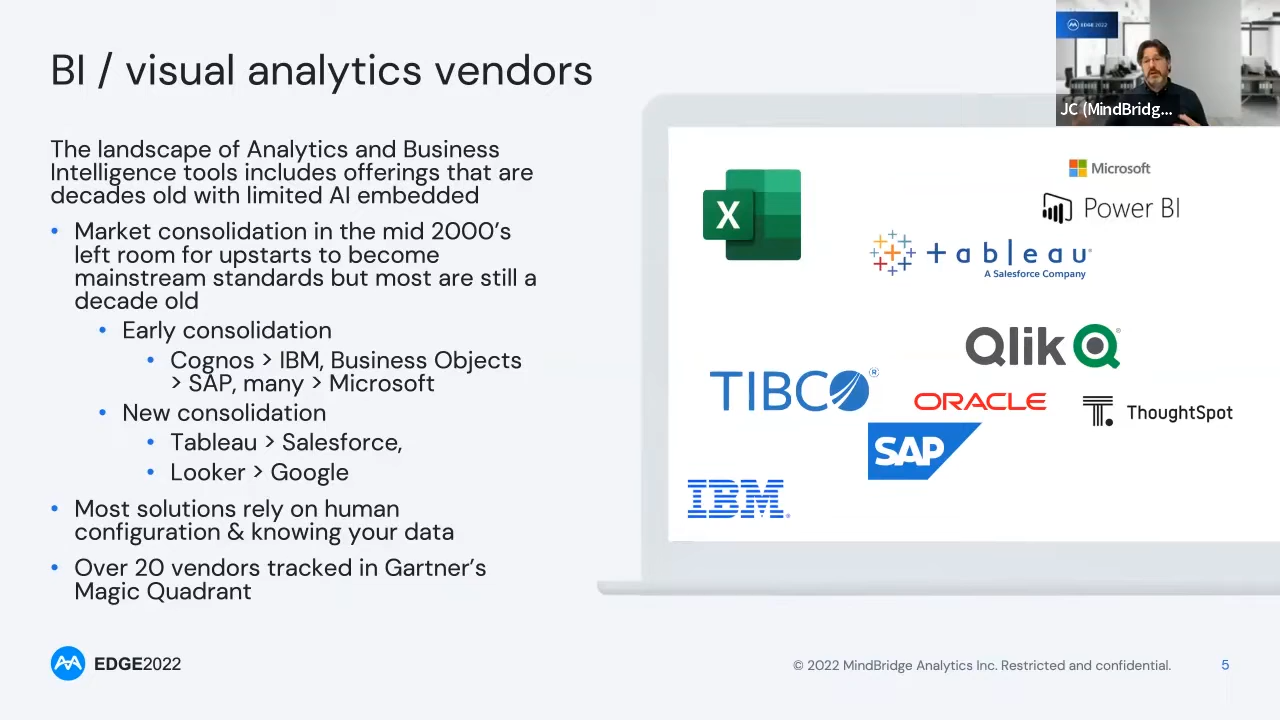 BI / visual analytics vendors
The landscape of Analytics and Business
Intelligence tools includes offerings that are
decades old with limited AI embedded
• Market consolidation in the mid 2000's
left room for upstarts to become
mainstream standards but most are still a
decade old
• Early consolidation
• Cognos > IBM, Business Objects
> SAP, many > Microsoft
• New consolidation
• Tableau > Salesforce,
• Looker > Google
• Most solutions rely on human
configuration & knowing your data
• Over 20 vendors tracked in Gartner's
Magic Quadrant
EDGE 2022
JC (MindBridg...
X
Microsoft
Power BI
+ableau®
A Salesforce Company
Qlik®
TIBCO®
ORACLE
T. ThoughtSpot
SAP
IBM®
EDGE2022
© 2022 MindBridge Analytics Inc. Restricted and confidential.
5